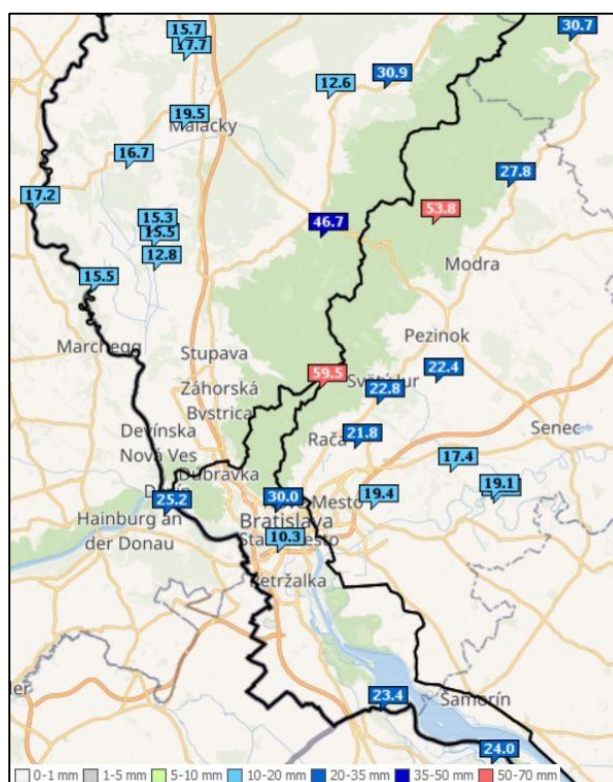 15.7
30.7
17.7
30.9
12.6
19.5
Malacky
16.7
27.8
17.2
53.8
15.3
46.7
15.5
12.8
Modra
15.5
Pezinok
Marchegg
Stupava
22.4
59.5
22.8
Záhorská
Bystrica
Devínska
21.8
Senec
Rača
Nová Ves
17.4
Dúbravka
19.1
25.2
30.0
Mesto
19.4
Hainburg an
Bratislava
der Donau
10.3
Petržalka
23.4
Šamorín
24.0
0-1 mm 1-5 mm 5-10 mm 10-20 mm 20-35 mm 35-50 mm 50-70 mm